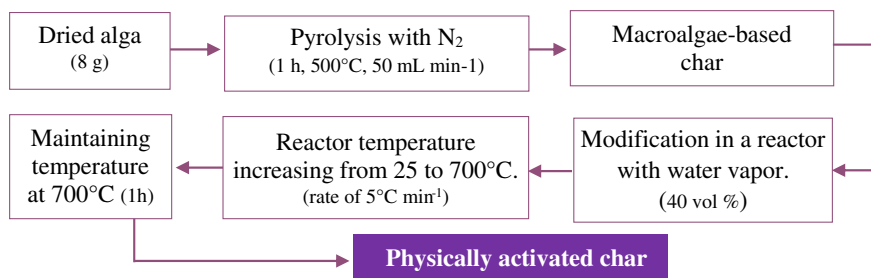 Dried alga
(8 g)
Pyrolysis with N₂
(1 h, 500°C, 50 mL min-1)
Macroalgae-based
char
Modification in a reactor
with water vapor.
(40 vol %)
Reactor temperature
increasing from 25 to 700°C.
(rate of 5°C min⁻¹)
Maintaining
temperature
at 700°C (1h)
Physically activated char